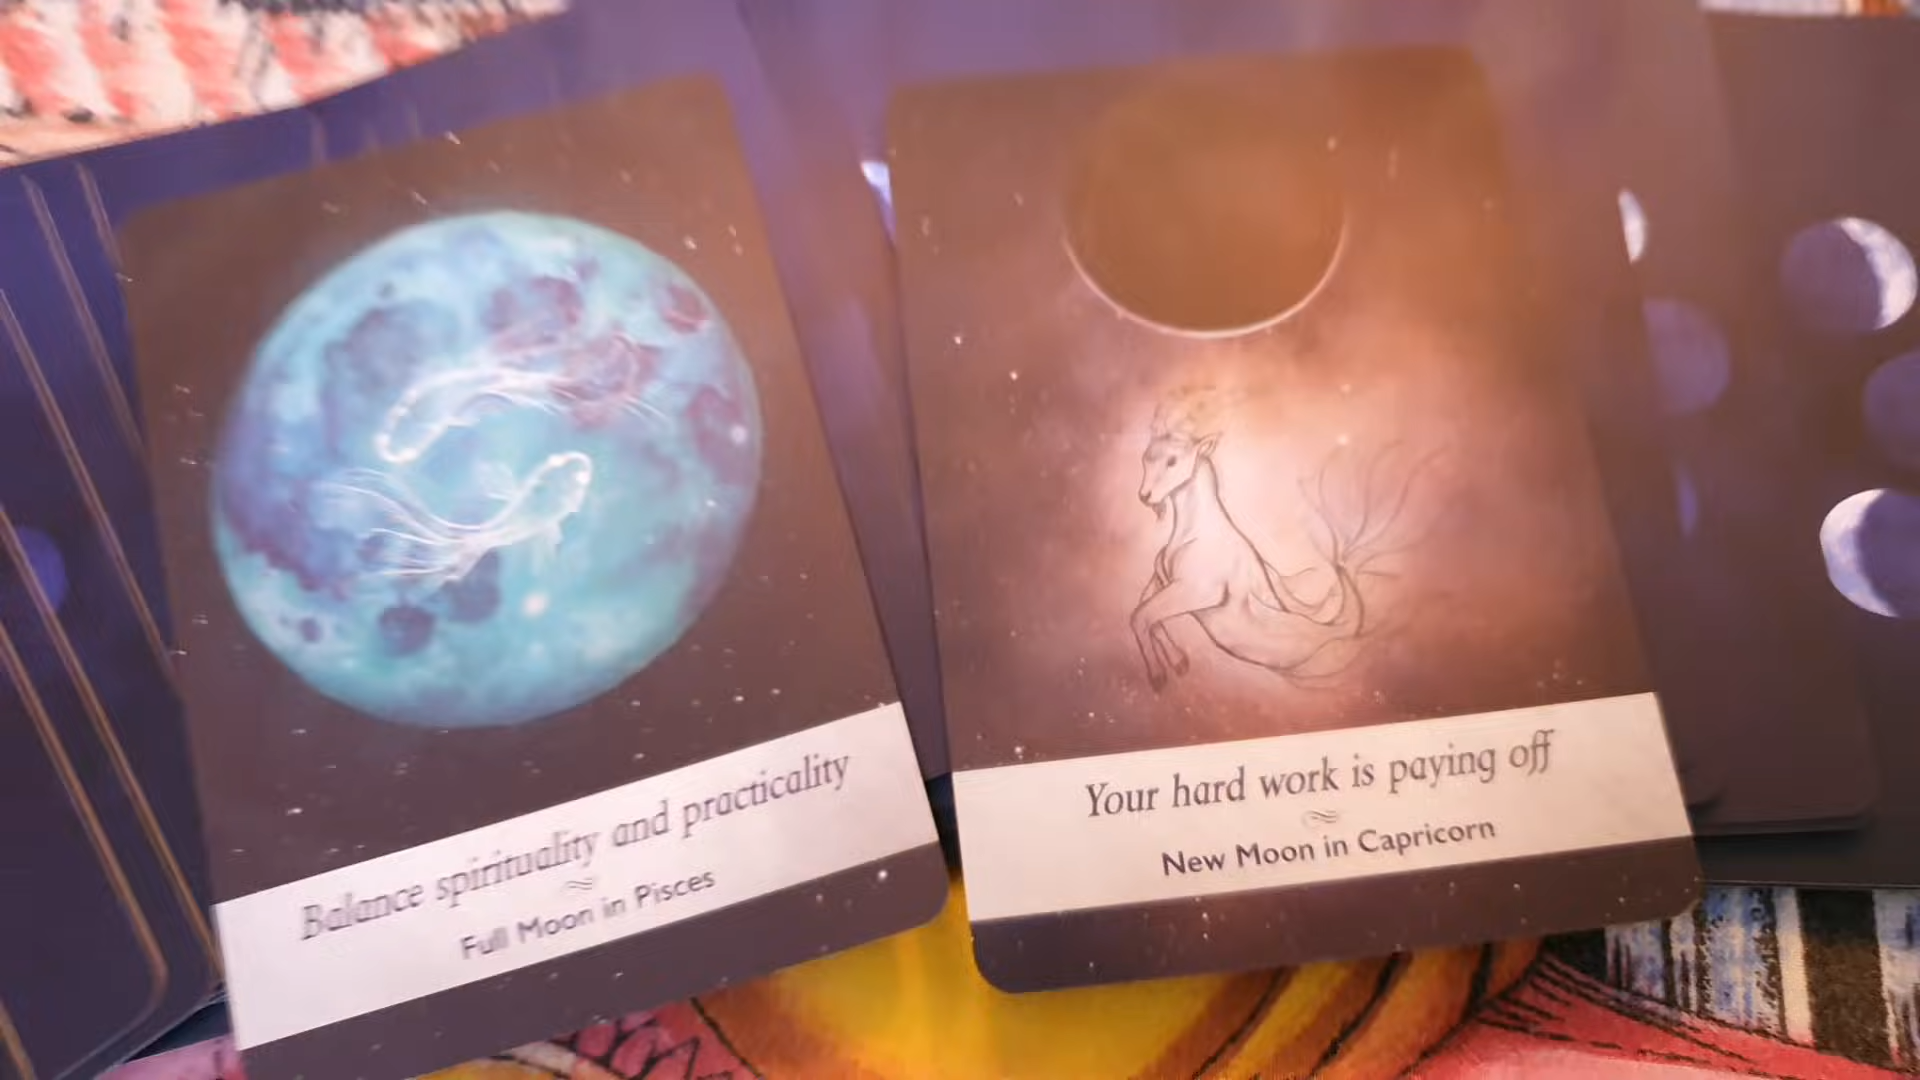 Balance spirituality and practicality
Full Moon in Pisces
Your hard work is paying off
New Moon in Capricorn